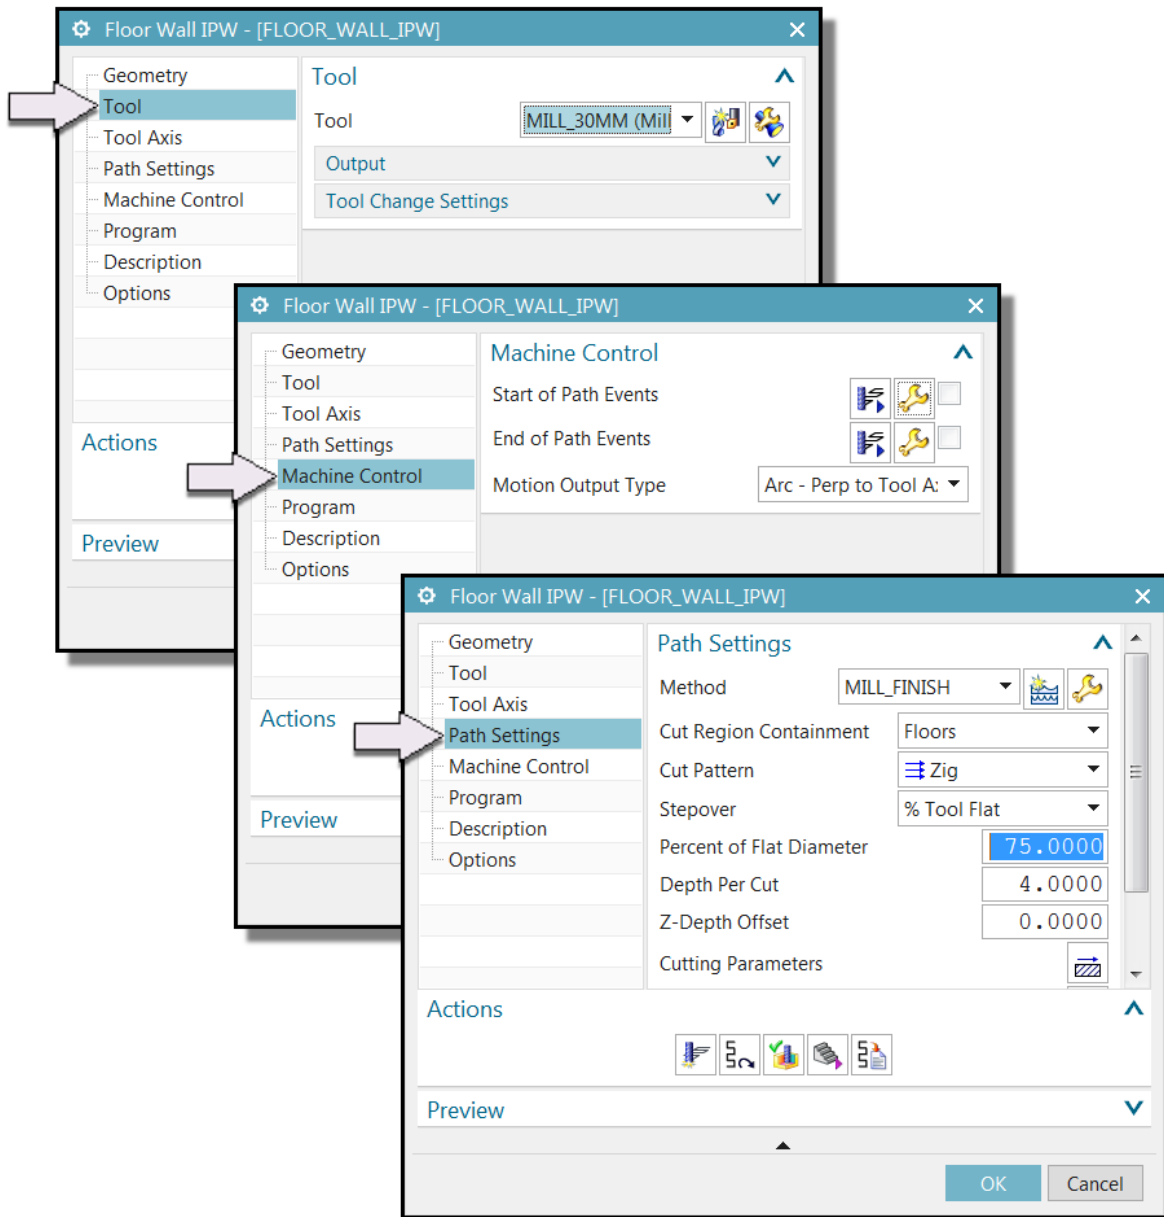 Floor Wall IPW - [FLOOR_WALL_IPW]
Geometry
Tool
Tool Axis
Path Settings
Machine Control
Program
Description
Options
Actions
Preview
Tool
Tool MILL_30MM (Mill
Output
Tool Change Settings
Floor Wall IPW - [FLOOR_WALL_IPW]
Geometry
Tool
Tool Axis
Path Settings
Machine Control
Program
Description
Options
Actions
Preview
Machine Control
Start of Path Events
End of Path Events
Motion Output Type Arc - Perp to Tool A
Floor Wall IPW - [FLOOR_WALL_IPW]
Geometry
Tool
Tool Axis
Path Settings
Machine Control
Program
Description
Options
Path Settings
Method MILL_FINISH
Cut Region Containment Floors
Cut Pattern Zig
Stepover % Tool Flat
Percent of Flat Diameter 75.0000
Depth Per Cut 4.0000
Z-Depth Offset 0.0000
Cutting Parameters
Actions
Preview
OK Cancel